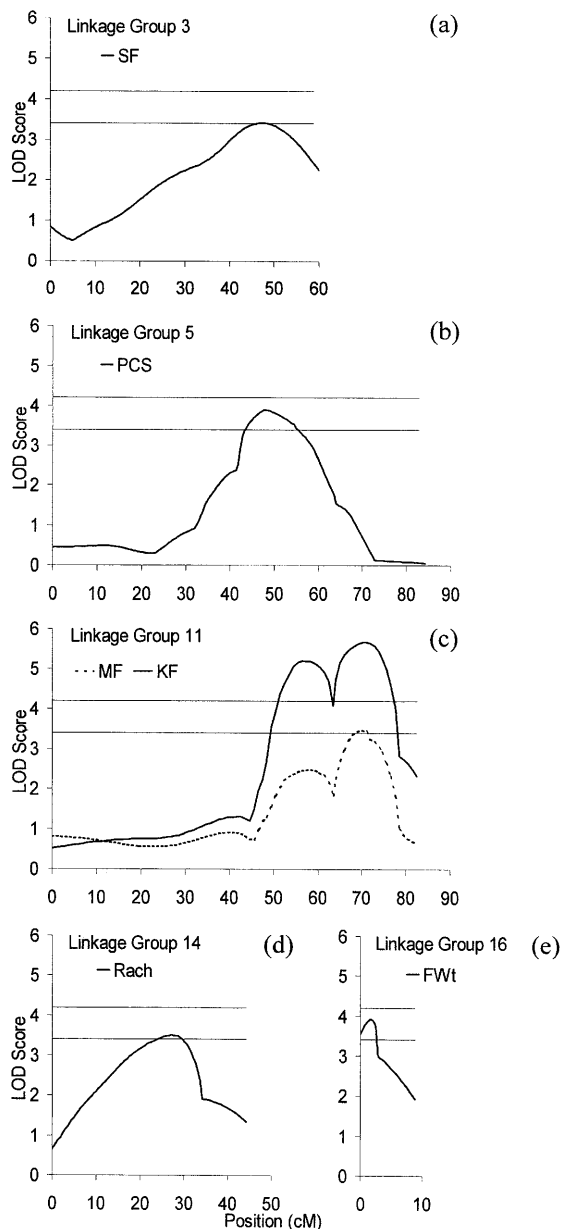 Linkage Group 3
(a)
SF
LOD Score
6
5
4
3
2
1
0
0 10 20 30 40 50 60
Linkage Group 5
(b)
PCS
LOD Score
6
5
4
3
2
1
0
0 10 20 30 40 50 60 70 80 90
Linkage Group 11
(c)
MF KF
LOD Score
6
5
4
3
2
1
0
0 10 20 30 40 50 60 70 80 90
Linkage Group 14
(d)
Rach
LOD Score
6
5
4
3
2
1
0
0 10 20 30 40 50
Linkage Group 16
(e)
FWt
6
5
4
3
2
1
0
0 10
Position (cM)